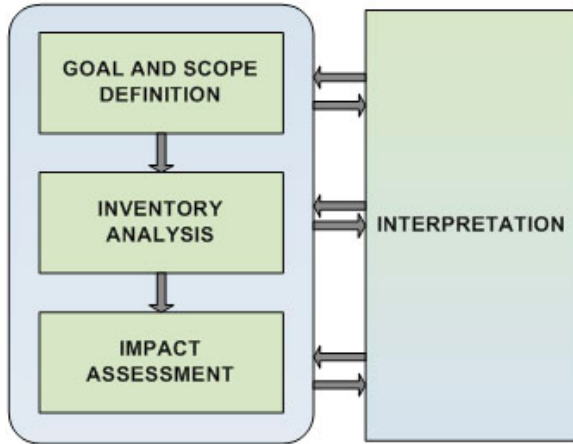 GOAL AND SCOPE
DEFINITION
INVENTORY
ANALYSIS
INTERPRETATION
IMPACT
ASSESSMENT